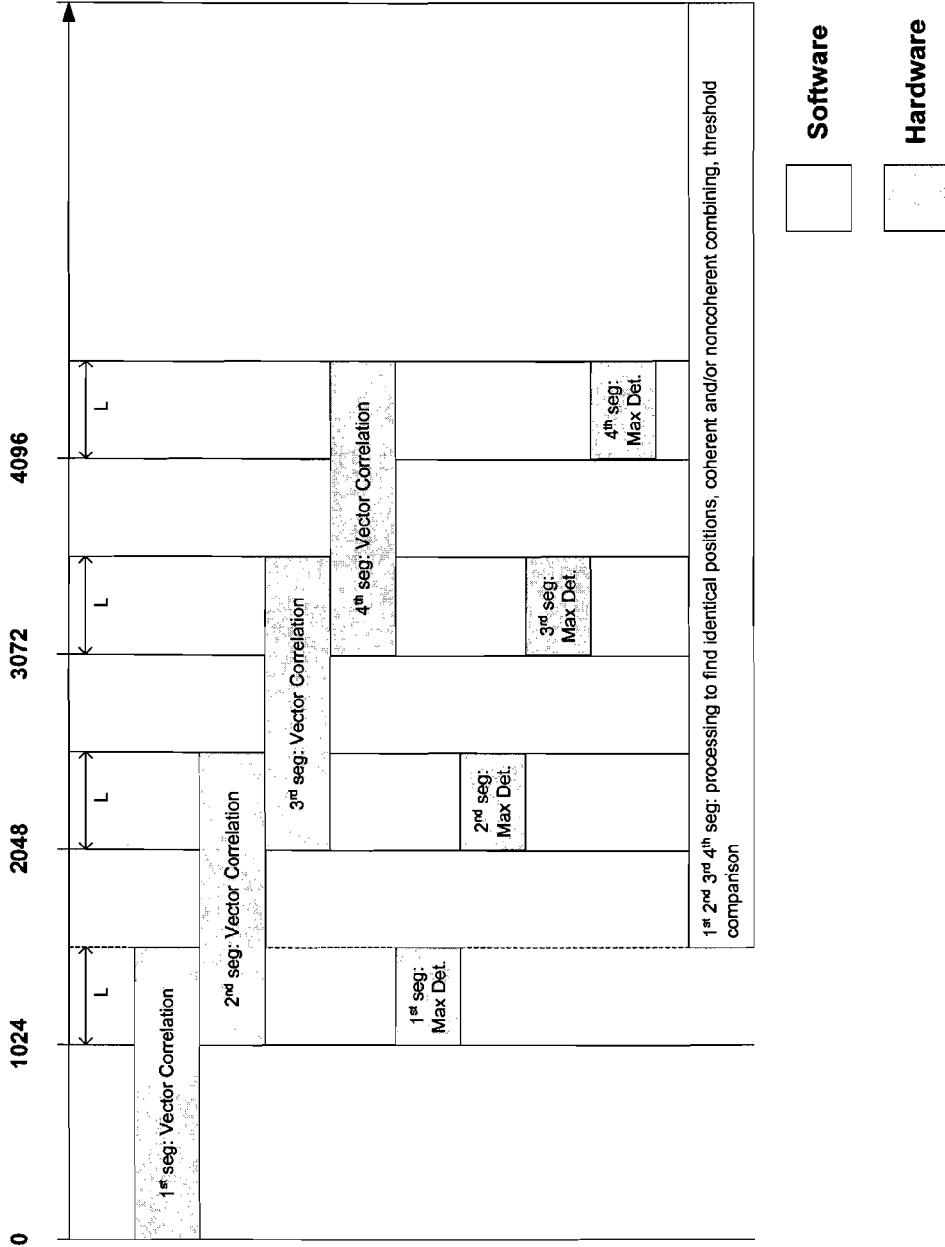 0
1024
2048
3072
4096
L
L
L
L
1st seg: Vector Correlation
2nd seg: Vector Correlation
3rd seg: Vector Correlation
4th seg: Vector Correlation
1st seg:
Max Det.
2nd seg:
Max Det.
3rd seg:
Max Det.
4th seg:
Max Det.
1st 2nd 3rd 4th seg: processing to find identical positions, coherent and/or noncoherent combining, threshold
comparison
Software
Hardware